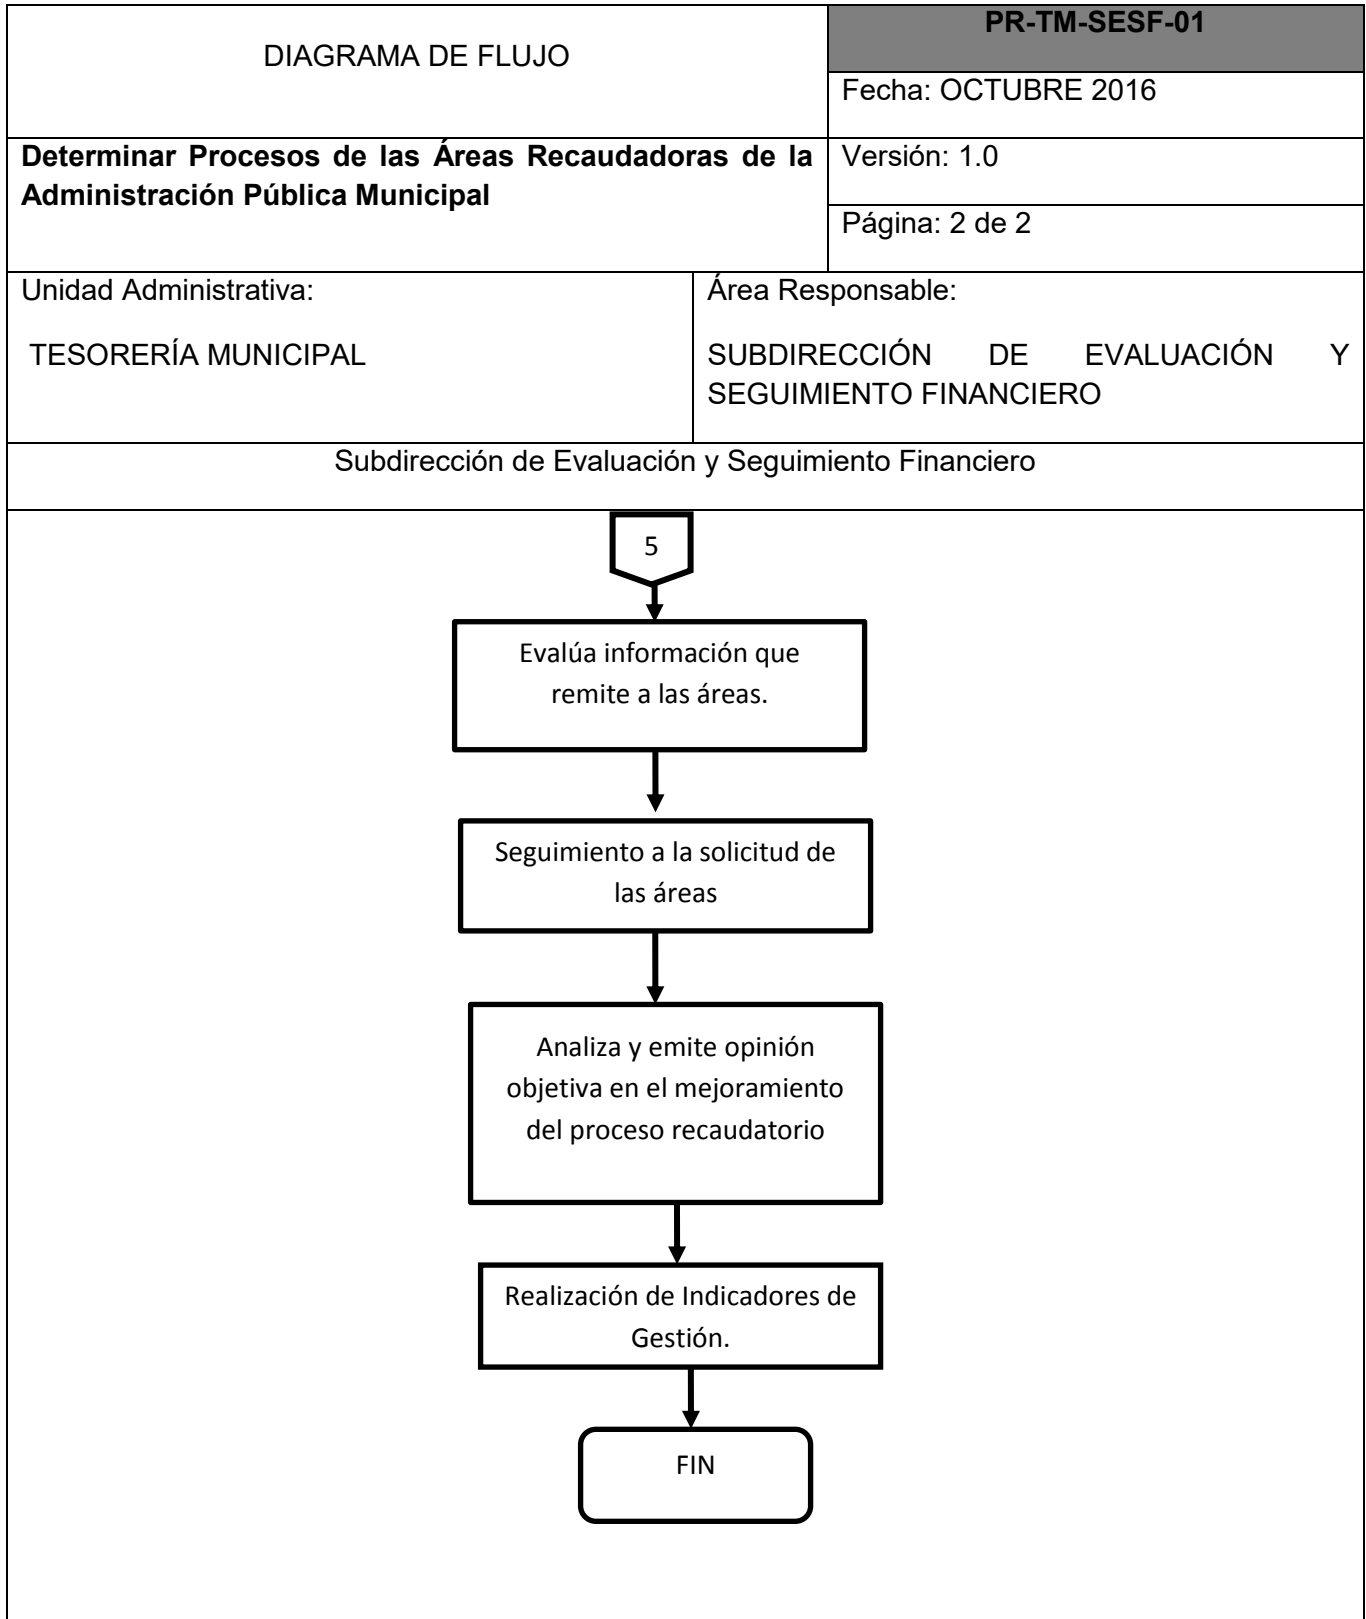 DIAGRAMA DE FLUJO
PR-TM-SESF-01
Fecha: OCTUBRE 2016
Determinar Procesos de las Áreas Recaudadoras de la
Administración Pública Municipal
Versión: 1.0
Página: 2 de 2
Unidad Administrativa:
TESORERÍA MUNICIPAL
Área Responsable:
SUBDIRECCIÓN DE EVALUACIÓN Y
SEGUIMIENTO FINANCIERO
Subdirección de Evaluación y Seguimiento Financiero
5
Evalúa información que
remite a las áreas.
Seguimiento a la solicitud de
las áreas
Analiza y emite opinión
objetiva en el mejoramiento
del proceso recaudatorio
Realización de Indicadores de
Gestión.
FIN